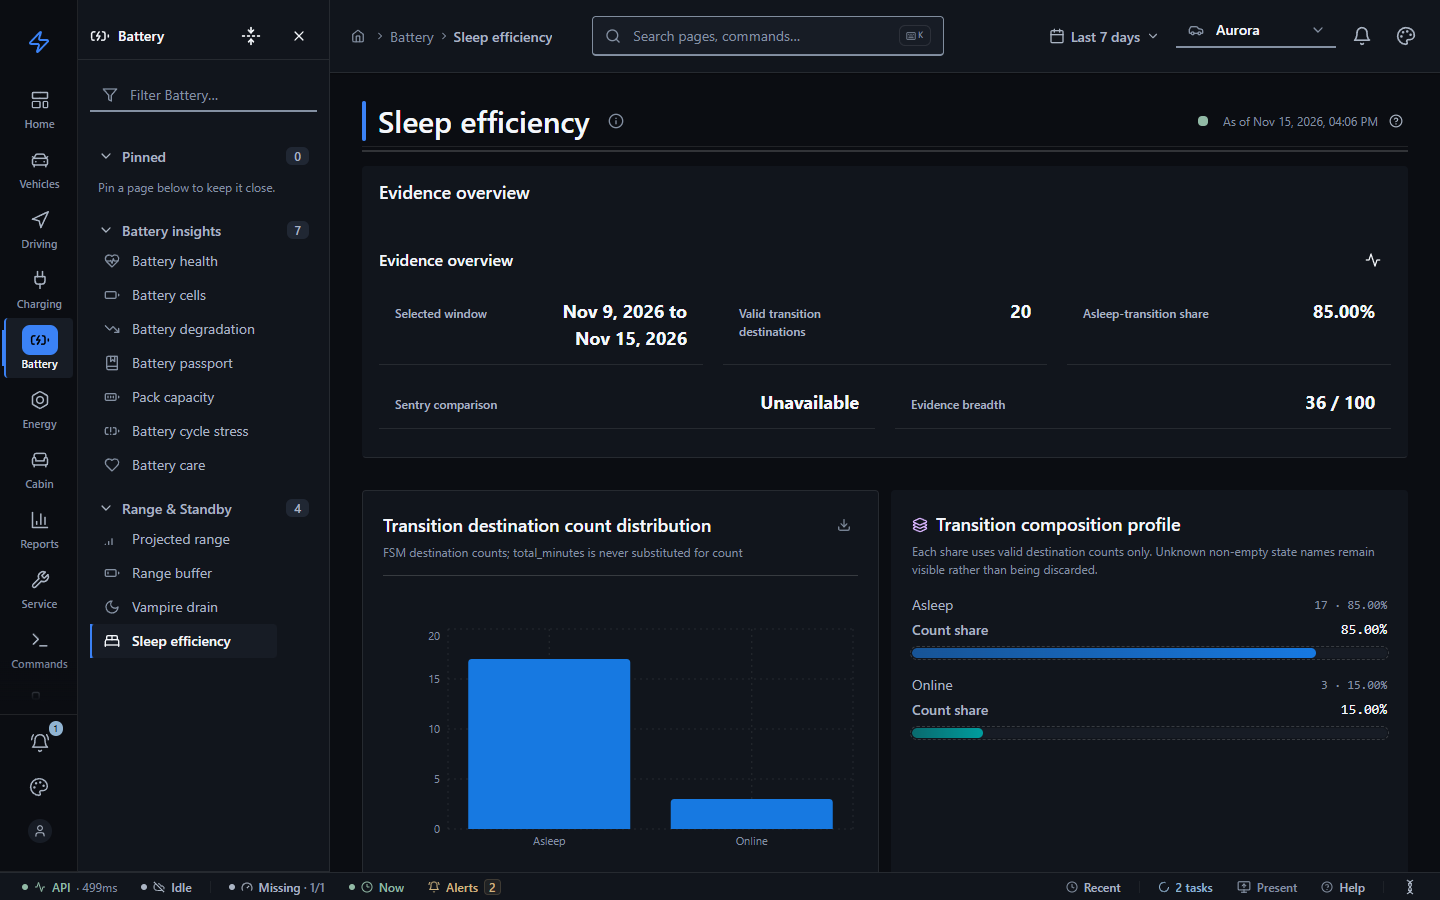 Home
Vehicles
Driving
Charging
Battery
Energy
Cabin
Reports
Service
Commands
1
Battery
Filter Battery...
Pinned
0
Pin a page below to keep it close.
Battery insights
7
Battery health
Battery cells
Battery degradation
Battery passport
Pack capacity
Battery cycle stress
Battery care
Range & Standby
4
Projected range
Range buffer
Vampire drain
Sleep efficiency
Battery
Sleep efficiency
Search pages, commands...
K
Last 7 days
Aurora
Sleep efficiency
As of Nov 15, 2026, 04:06 PM
Evidence overview
Evidence overview
Selected window
Nov 9, 2026 to
Nov 15, 2026
Valid transition
destinations
20
Asleep-transition share
85.00%
Sentry comparison
Unavailable
Evidence breadth
36 / 100
Transition destination count distribution
FSM destination counts; total_minutes is never substituted for count
20
15
10
5
0
Asleep
Online
Transition composition profile
Each share uses valid destination counts only. Unknown non-empty state names remain
visible rather than being discarded.
Asleep
17 · 85.00%
Count share
85.00%
Online
3 · 15.00%
Count share
15.00%
API · 499ms
Idle
Missing · 1/1
Now
Alerts 2
Recent
2 tasks
Present
Help